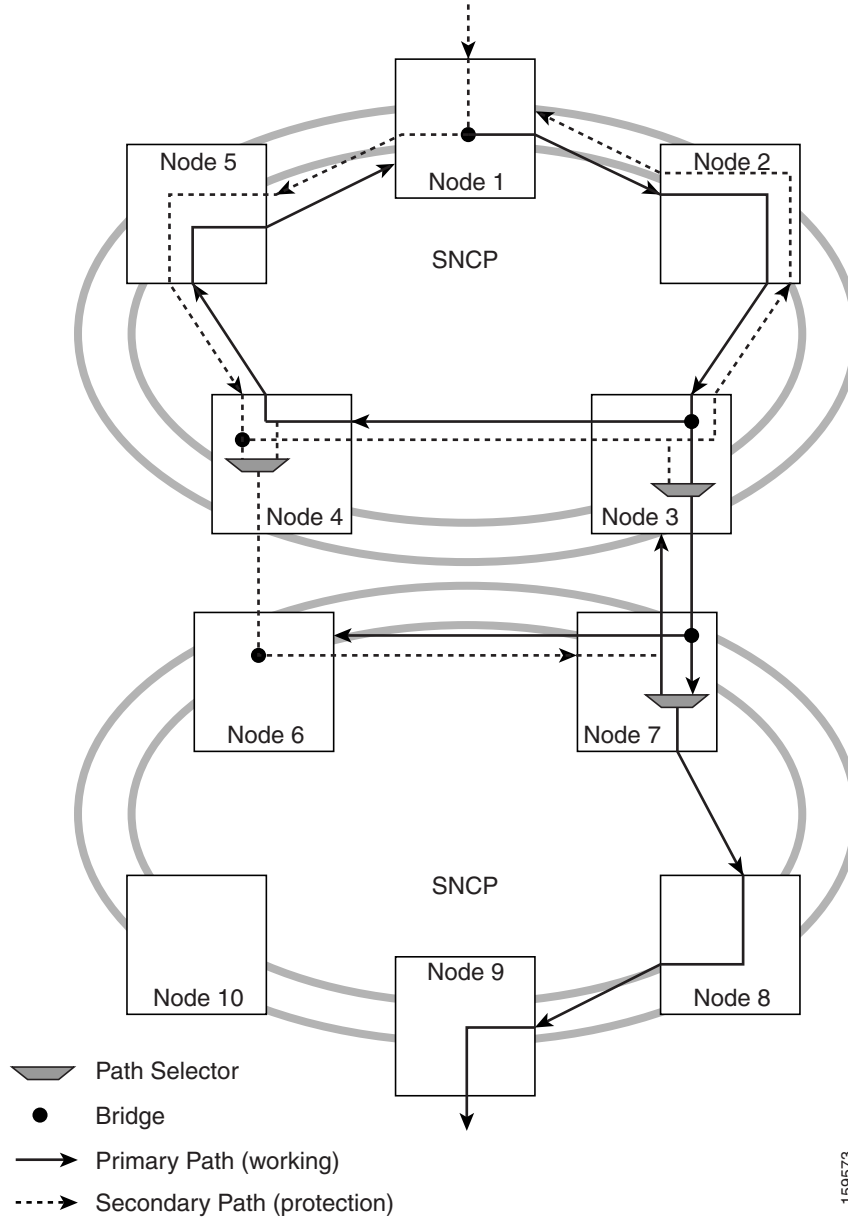 Node 5
Node 1
Node 2
SNCP
Node 4
Node 3
Node 6
Node 7
SNCP
Node 10
Node 9
Node 8
Path Selector
Bridge
Primary Path (working)
Secondary Path (protection)
159573